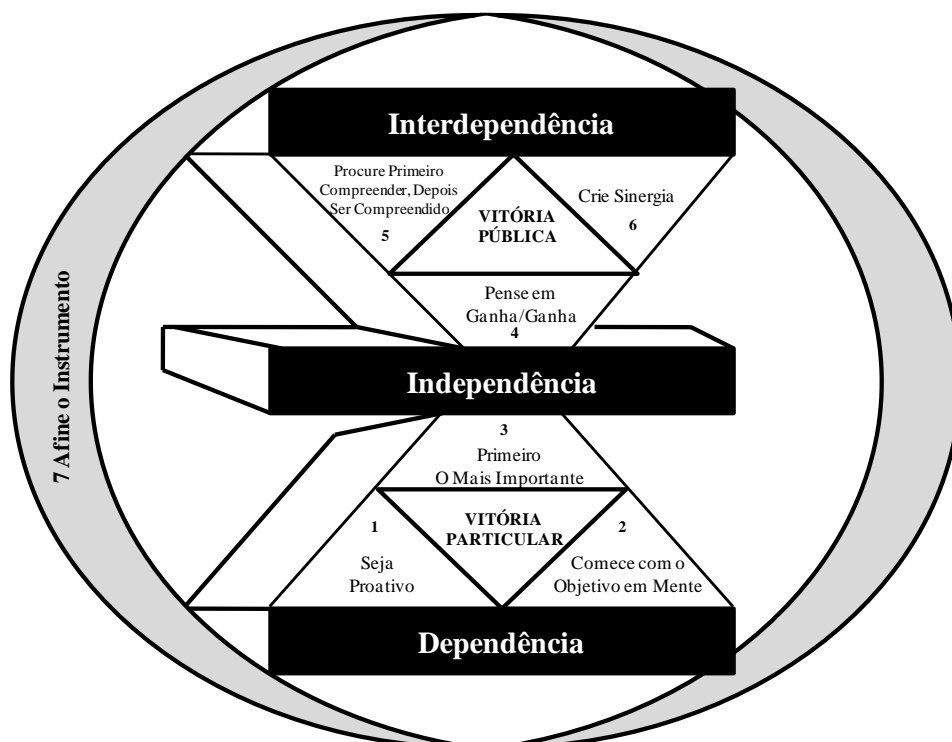 Interdependência
Procure Primeiro
Compreender, Depois
Ser Compreendido
5
VITÓRIA
PÚBLICA
Crie Sinergia
6
Pense em
Ganha/Ganha
4
Independência
3
Primeiro
O Mais Importante
1
Seja
Proativo
VITÓRIA
PARTICULAR
2
Comece com o
Objetivo em Mente
Dependência
7 Afine o Instrumento